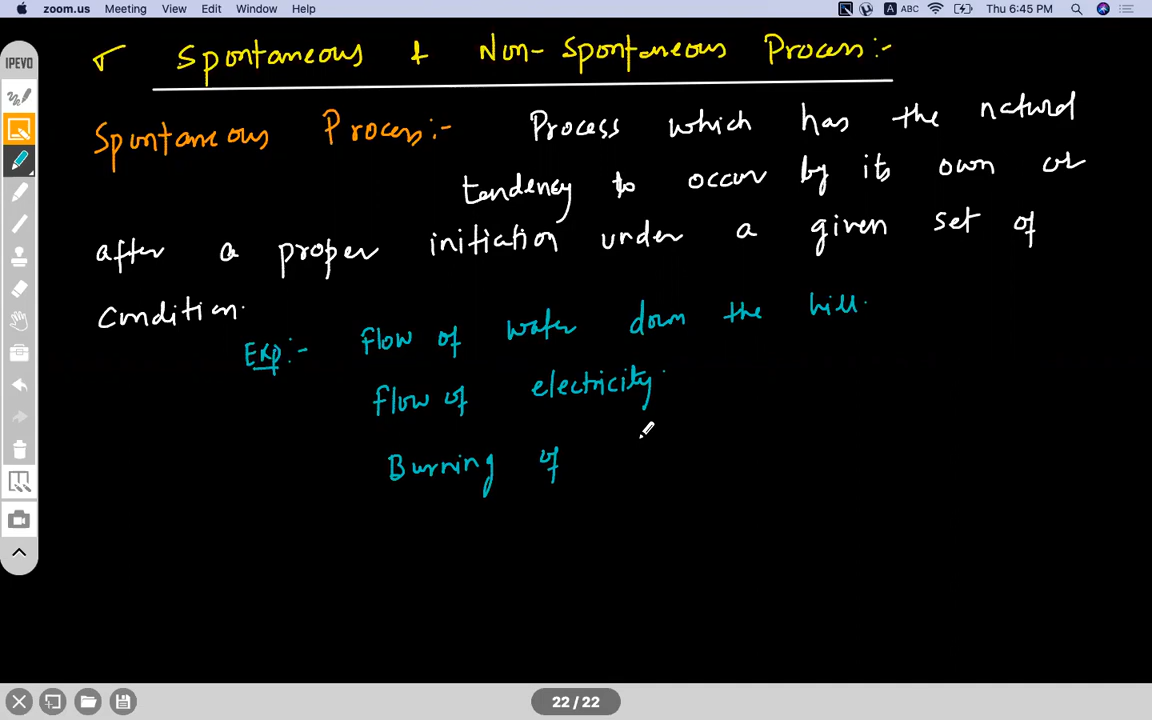 zoom.us Meeting View Edit Window Help ABC Thu 6:45 PM
IPEVO
Spontaneous & Non-Spontaneous Process:-
Spontaneous Process:- Process which has the natural
tendency to occur by its own or
after a proper initiation under a given set of
condition.
Exp:- flow of water down the hill.
flow of electricity.
Burning of
22 / 22